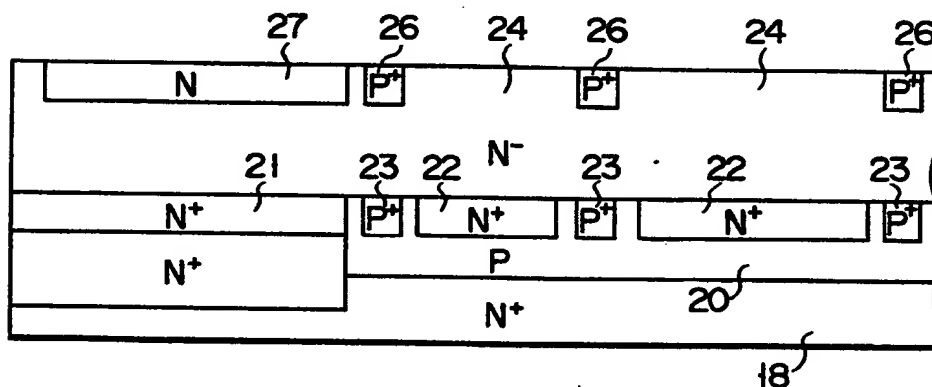 27 26 24 26 24 26
N P+ P+ P+
N-
21 23 22 23 22 23
N+ P+ N+ P+ N+ P+
N+ P
20
N+
18